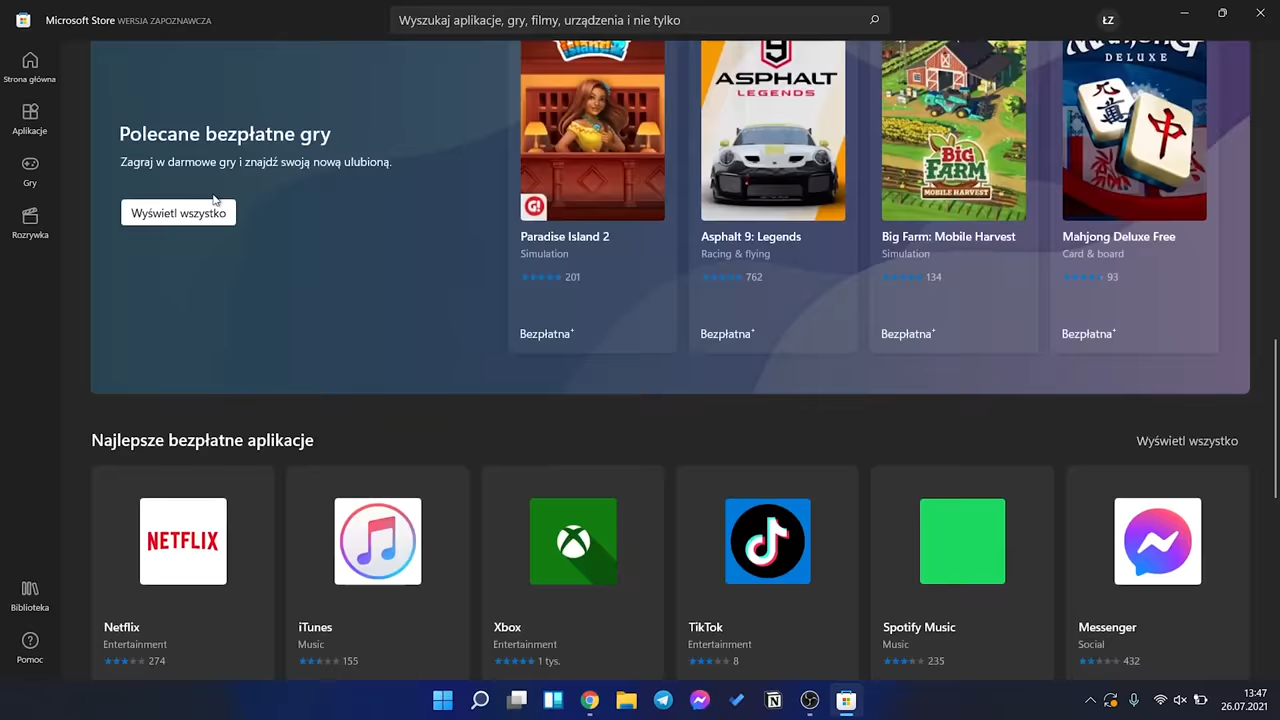 Microsoft Store WERSJA ZAPOZNAWCZA
Wyszukaj aplikacje, gry, filmy, urządzenia i nie tylko
ŁZ
Strona główna
Aplikacje
Gry
Rozrywka
Biblioteka
Pomoc
Polecane bezpłatne gry
Zagraj w darmowe gry i znajdź swoją nową ulubioną.
Wyświetl wszystko
G!
Paradise Island 2
Simulation
201
Bezpłatna+
9
ASPHALT
LEGENDS
Asphalt 9: Legends
Racing & flying
762
Bezpłatna+
BIG
FARM
MOBILE HARVEST
Big Farm: Mobile Harvest
Simulation
134
Bezpłatna+
Mahjong
DELUXE
Mahjong Deluxe Free
Card & board
93
Bezpłatna+
Najlepsze bezpłatne aplikacje
Wyświetl wszystko
NETFLIX
Netflix
Entertainment
274
iTunes
Music
155
Xbox
Entertainment
1 tys.
TikTok
Entertainment
8
Spotify Music
Music
235
Messenger
Social
432
13:47
26.07.2021